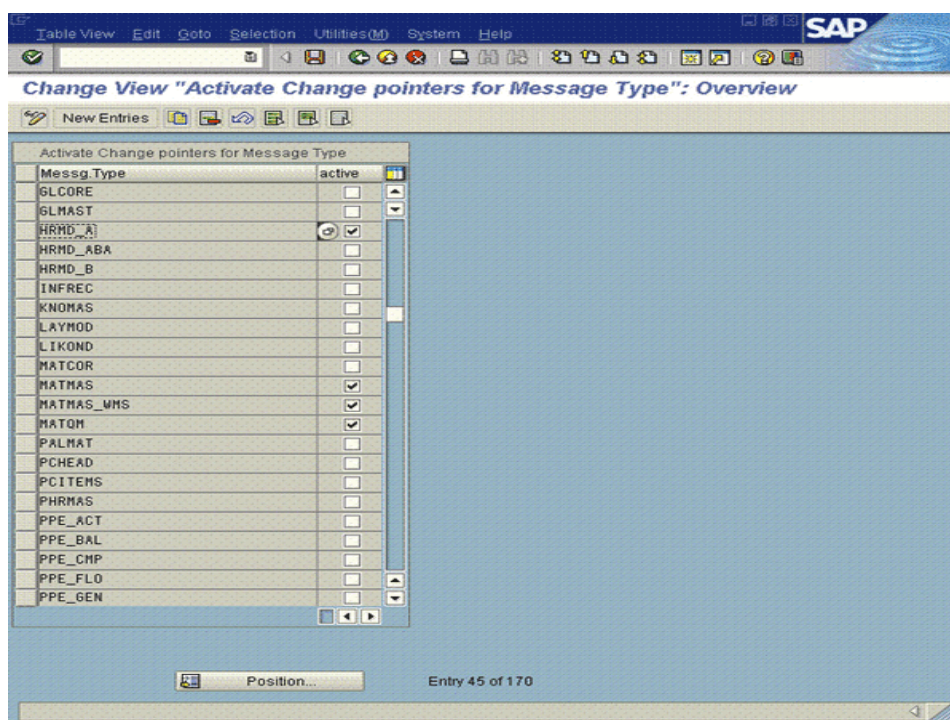 Table View Edit Goto Selection Utilities(M) System Help
SAP
Change View "Activate Change pointers for Message Type": Overview
New Entries
Activate Change pointers for Message Type
Messg.Type active
GLCORE
GLMAST
HRMD_A
HRMD_ABA
HRMD_B
INFREC
KNOMAS
LAYMOD
LIKOND
MATCOR
MATMAS
MATMAS_WMS
MATQM
PALMAT
PCHEAD
PCITEMS
PHRMAS
PPE_ACT
PPE_BAL
PPE_CMP
PPE_FLO
PPE_GEN
Position... Entry 45 of 170